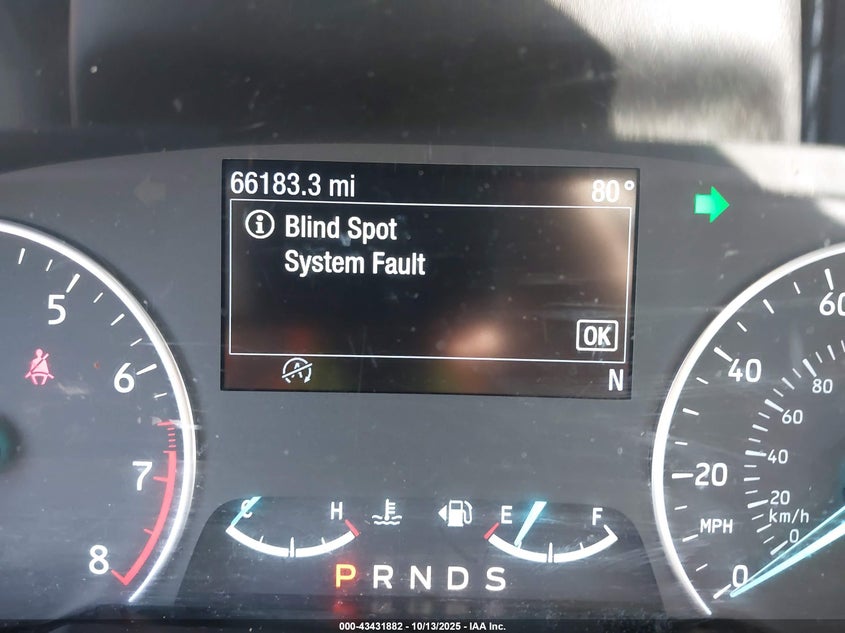 66183.3 mi 80°
i Blind Spot
System Fault
OK
A N
5
6
7
8
60
40
20
0
MPH
80
60
40
20
km/h
0
C H E F
P R N D S
000-43431882 - 10/13/2025 - IAA Inc.